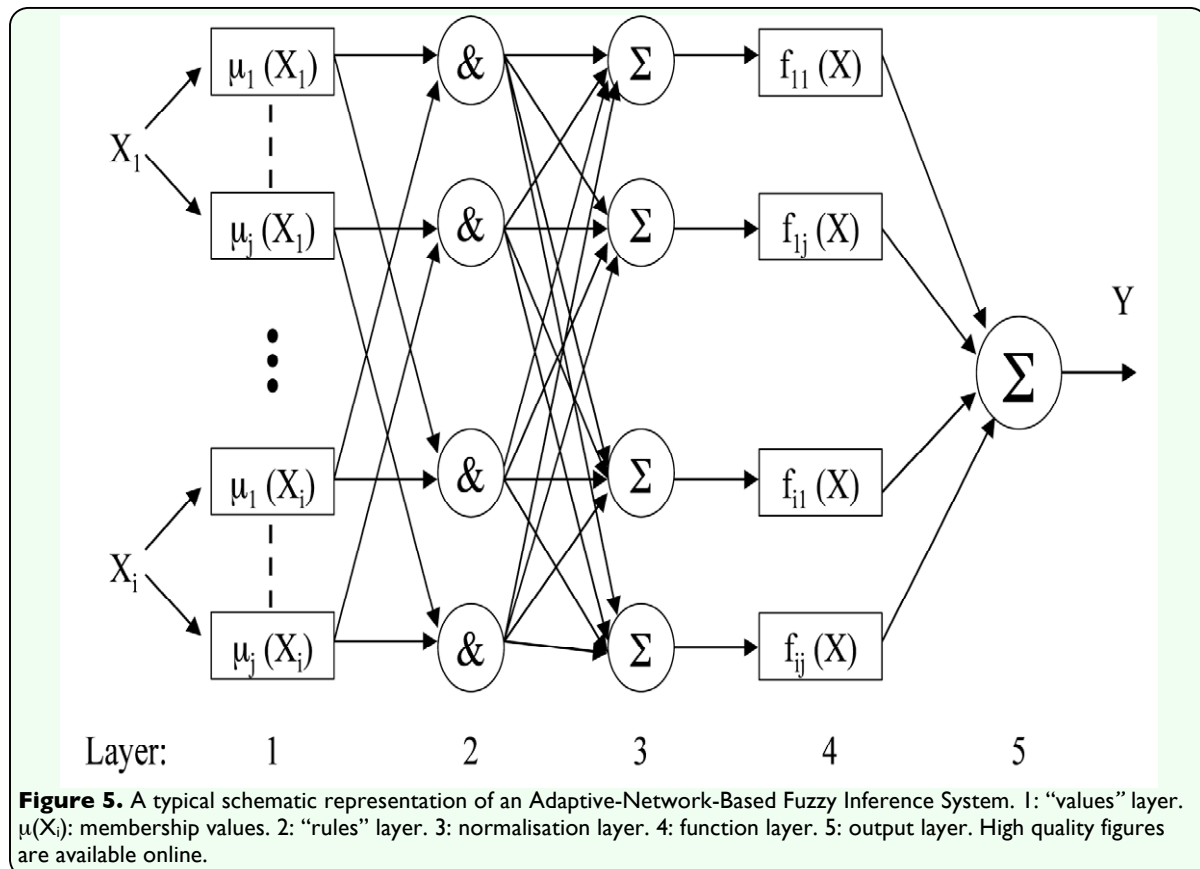 μ₁ (X₁) & Σ f₁₁ (X)
X₁
μⱼ (X₁) & Σ f₁ⱼ (X)
Y
Σ
μ₁ (Xᵢ) & Σ fᵢ₁ (X)
Xᵢ
μⱼ (Xᵢ) & Σ fᵢⱼ (X)
Layer: 1 2 3 4 5
Figure 5. A typical schematic representation of an Adaptive-Network-Based Fuzzy Inference System. 1: “values” layer.
μ(Xᵢ): membership values. 2: “rules” layer. 3: normalisation layer. 4: function layer. 5: output layer. High quality figures
are available online.